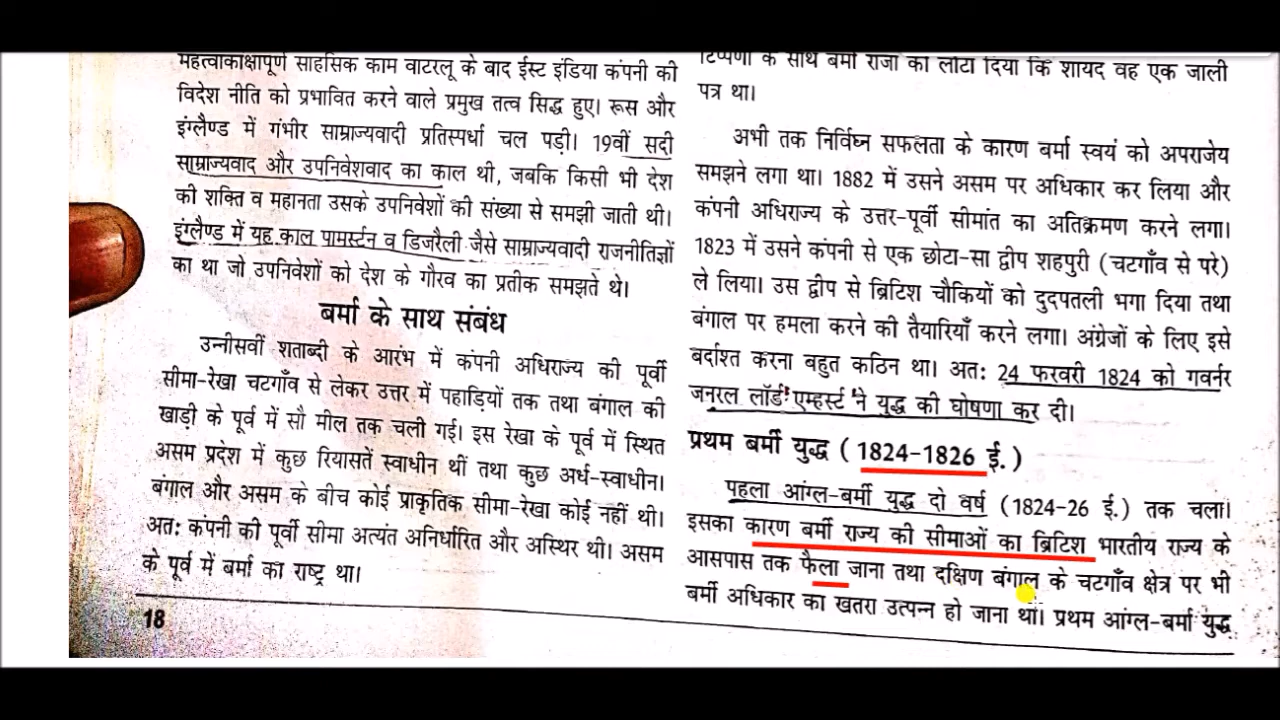 महत्वाकांक्षापूर्ण साहसिक काम वाटरलू के बाद ईस्ट इंडिया कंपनी की
विदेश नीति को प्रभावित करने वाले प्रमुख तत्व सिद्ध हुए। रूस और
इंग्लैण्ड में गंभीर साम्राज्यवादी प्रतिस्पर्धा चल पड़ी। 19वीं सदी
साम्राज्यवाद और उपनिवेशवाद का काल थी, जबकि किसी भी देश
की शक्ति व महानता उसके उपनिवेशों की संख्या से समझी जाती थी।
इंग्लैण्ड में यह काल पामर्स्टन व डिजरैली जैसे साम्राज्यवादी राजनीतिज्ञों
का था जो उपनिवेशों को देश के गौरव का प्रतीक समझते थे।
बर्मा के साथ संबंध
उन्नीसवीं शताब्दी के आरंभ में कंपनी अधिराज्य की पूर्वी
सीमा-रेखा चटगाँव से लेकर उत्तर में पहाड़ियों तक तथा बंगाल की
खाड़ी के पूर्व में सौ मील तक चली गई। इस रेखा के पूर्व में स्थित
असम प्रदेश में कुछ रियासतें स्वाधीन थीं तथा कुछ अर्ध-स्वाधीन।
बंगाल और असम के बीच कोई प्राकृतिक सीमा-रेखा कोई नहीं थी।
अतः कंपनी की पूर्वी सीमा अत्यंत अनिर्धारित और अस्थिर थी। असम
के पूर्व में बर्मा का राष्ट्र था।
18
टिप्पणी के साथ बर्मी राजा को लौटा दिया कि शायद वह एक जाली
पत्र था।
अभी तक निर्विघ्न सफलता के कारण बर्मा स्वयं को अपराजेय
समझने लगा था। 1882 में उसने असम पर अधिकार कर लिया और
कंपनी अधिराज्य के उत्तर-पूर्वी सीमांत का अतिक्रमण करने लगा।
1823 में उसने कंपनी से एक छोटा-सा द्वीप शहपुरी (चटगाँव से परे)
ले लिया। उस द्वीप से ब्रिटिश चौकियों को दुदपतली भगा दिया तथा
बंगाल पर हमला करने की तैयारियाँ करने लगा। अंग्रेजों के लिए इसे
बर्दाश्त करना बहुत कठिन था। अतः 24 फरवरी 1824 को गवर्नर
जनरल लॉर्ड एम्हर्स्ट ने युद्ध की घोषणा कर दी।
प्रथम बर्मी युद्ध (1824-1826 ई.)
पहला आंग्ल-बर्मी युद्ध दो वर्ष (1824-26 ई.) तक चला।
इसका कारण बर्मी राज्य की सीमाओं का ब्रिटिश भारतीय राज्य के
आसपास तक फैला जाना तथा दक्षिण बंगाल के चटगाँव क्षेत्र पर भी
बर्मी अधिकार का खतरा उत्पन्न हो जाना था। प्रथम आंग्ल-बर्मा युद्ध